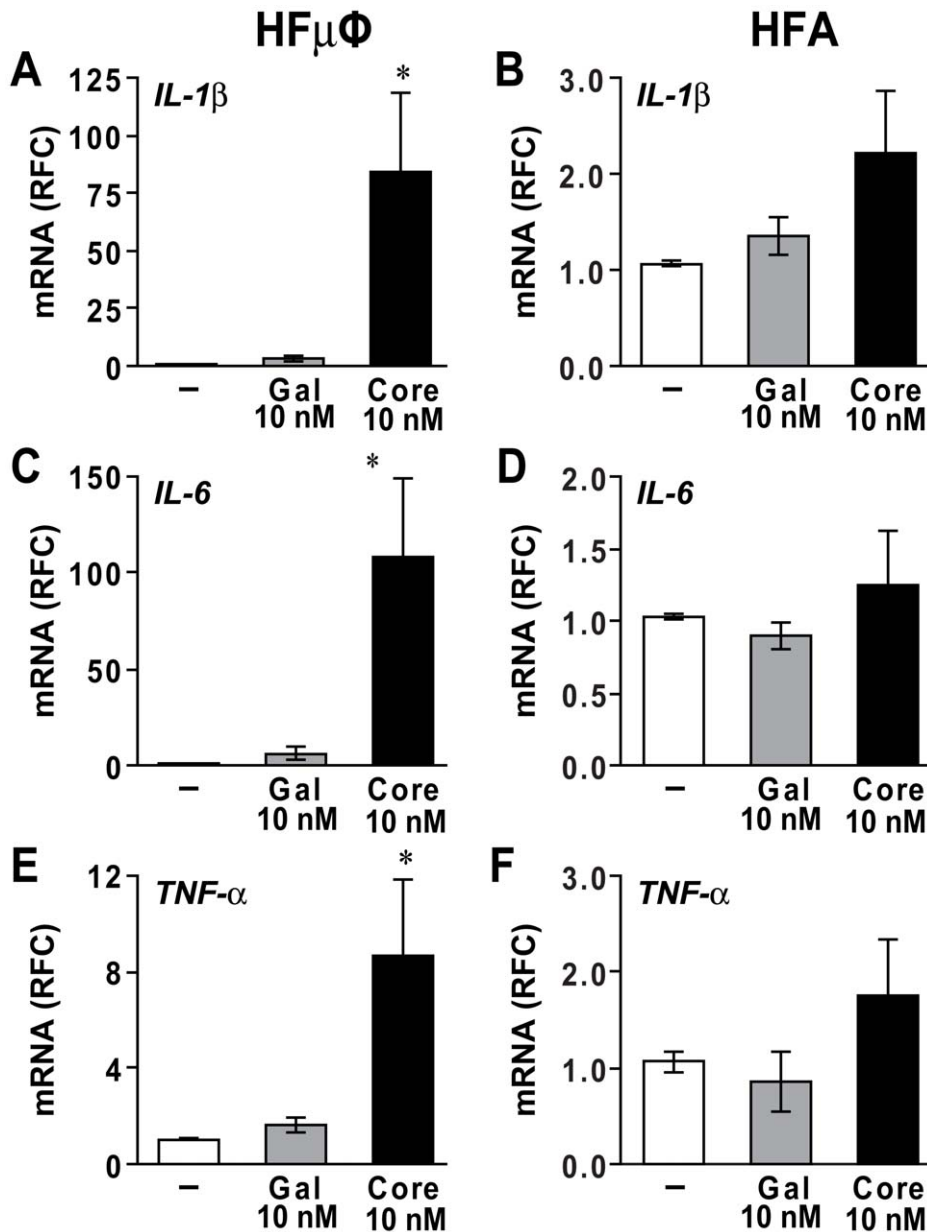 HFμΦ HFA
A B
IL-1β IL-1β
mRNA (RFC) mRNA (RFC)
125 3.0
100 2.0
75 1.0
50 0.0
25
0
*
– Gal Core – Gal Core
10 nM 10 nM 10 nM 10 nM
C D
IL-6 IL-6
mRNA (RFC) mRNA (RFC)
150 2.0
100 1.5
50 1.0
0 0.5
0.0
*
– Gal Core – Gal Core
10 nM 10 nM 10 nM 10 nM
E F
TNF-α TNF-α
mRNA (RFC) mRNA (RFC)
12 3.0
8 2.0
4 1.0
0 0.0
*
– Gal Core – Gal Core
10 nM 10 nM 10 nM 10 nM